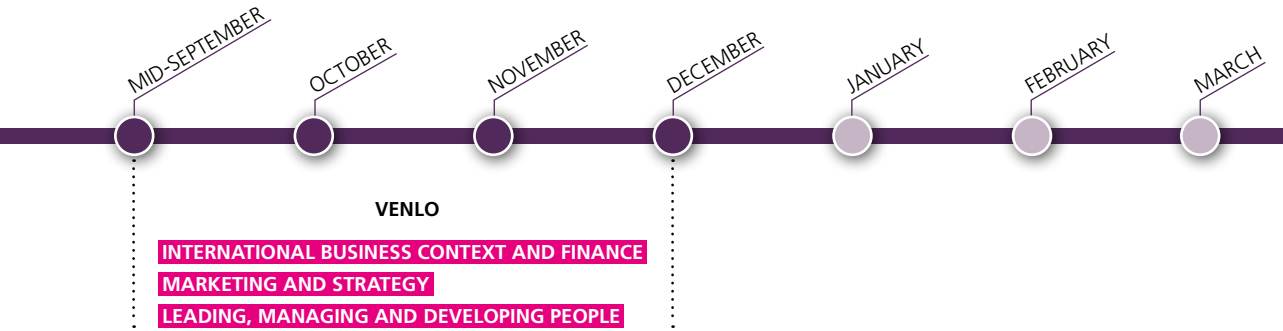 MID-SEPTEMBER
OCTOBER
NOVEMBER
DECEMBER
JANUARY
FEBRUARY
MARCH
VENLO
INTERNATIONAL BUSINESS CONTEXT AND FINANCE
MARKETING AND STRATEGY
LEADING, MANAGING AND DEVELOPING PEOPLE